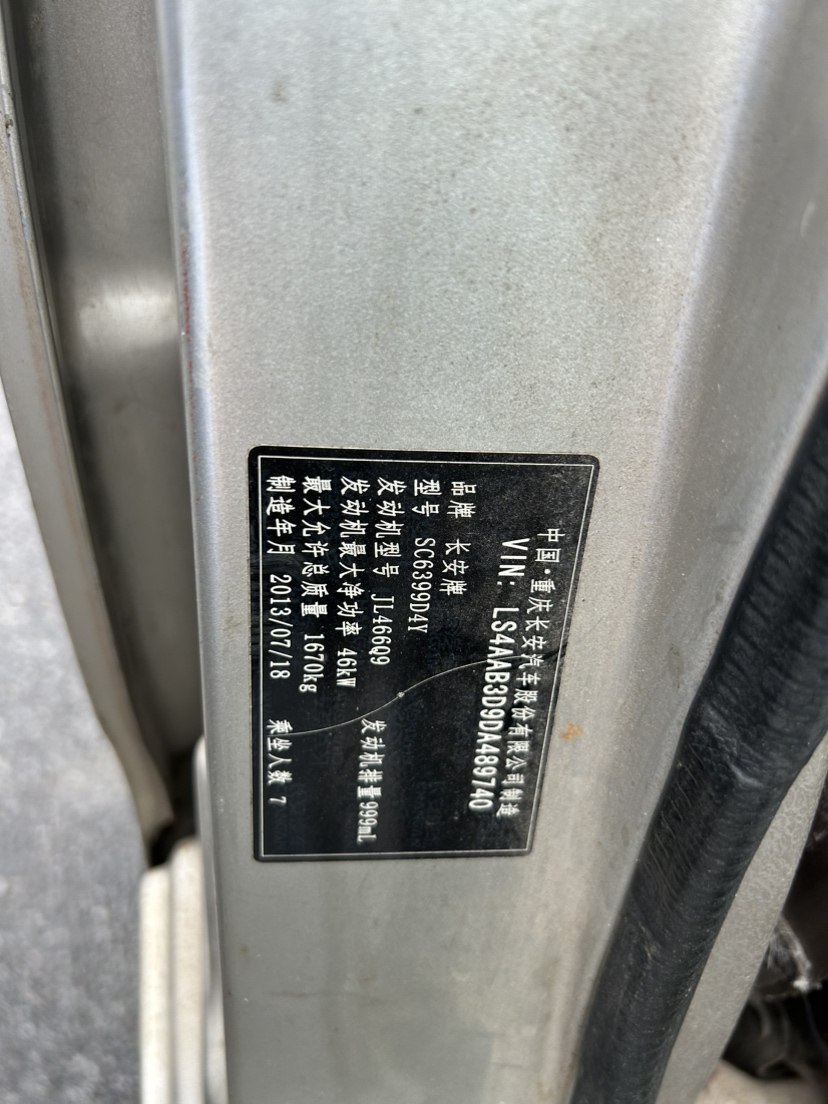 中国·重庆长安汽车股份有限公司制造
VIN: LS4AAB3D9DA489740
品牌 长安牌
型号 SC6399D4Y
发动机型号 JL466Q9 发动机排量 999mL
发动机最大净功率 46kW
最大允许总质量 1670kg
制造年月 2013/07/18 乘坐人数 7